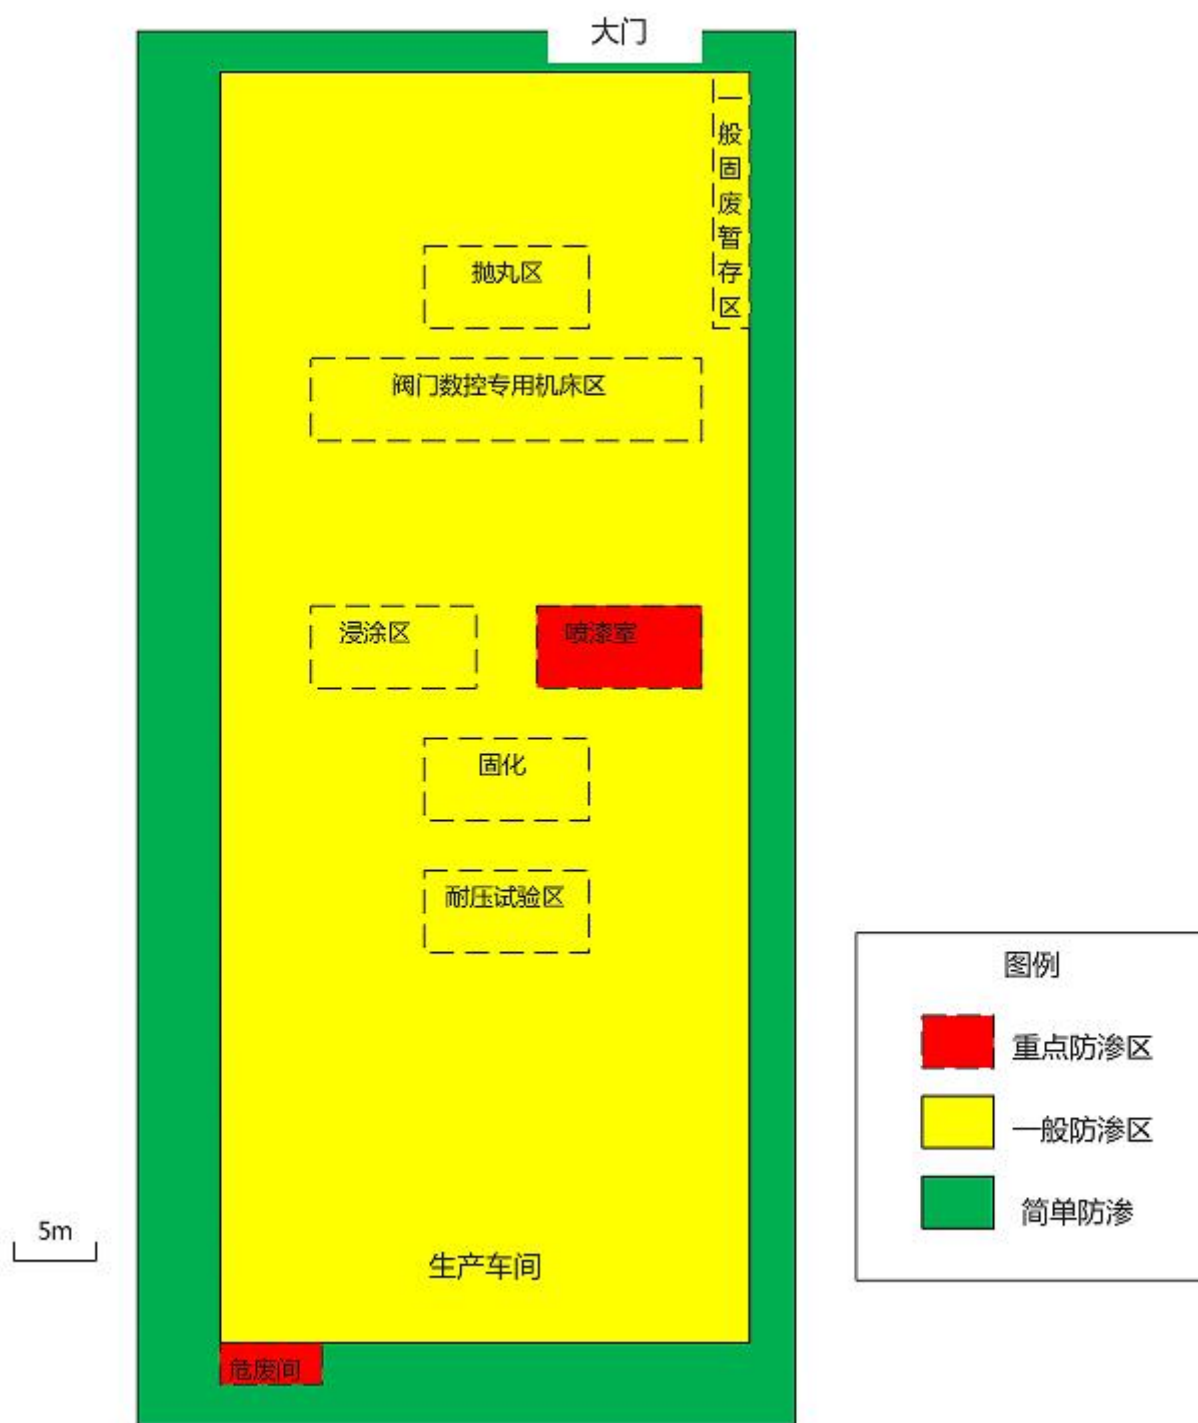 大门
一般固废暂存区
抛丸区
阀门数控专用机床区
浸涂区
喷漆室
固化
耐压试验区
图例
重点防渗区
一般防渗区
简单防渗
5m
生产车间
危废间